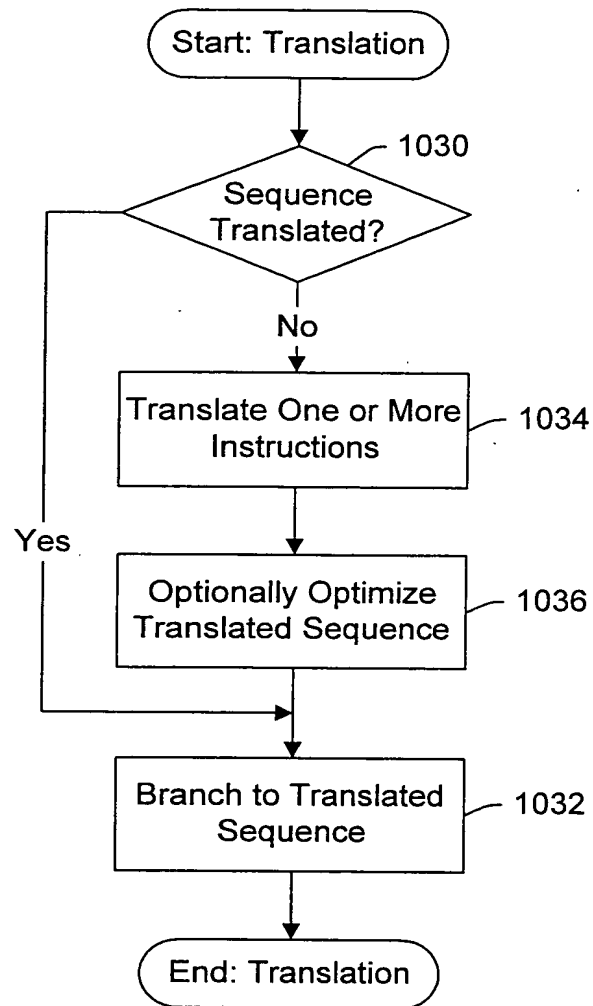 Start: Translation
1030
Sequence
Translated?
No
Translate One or More
Instructions
1034
Yes
Optionally Optimize
Translated Sequence
1036
Branch to Translated
Sequence
1032
End: Translation